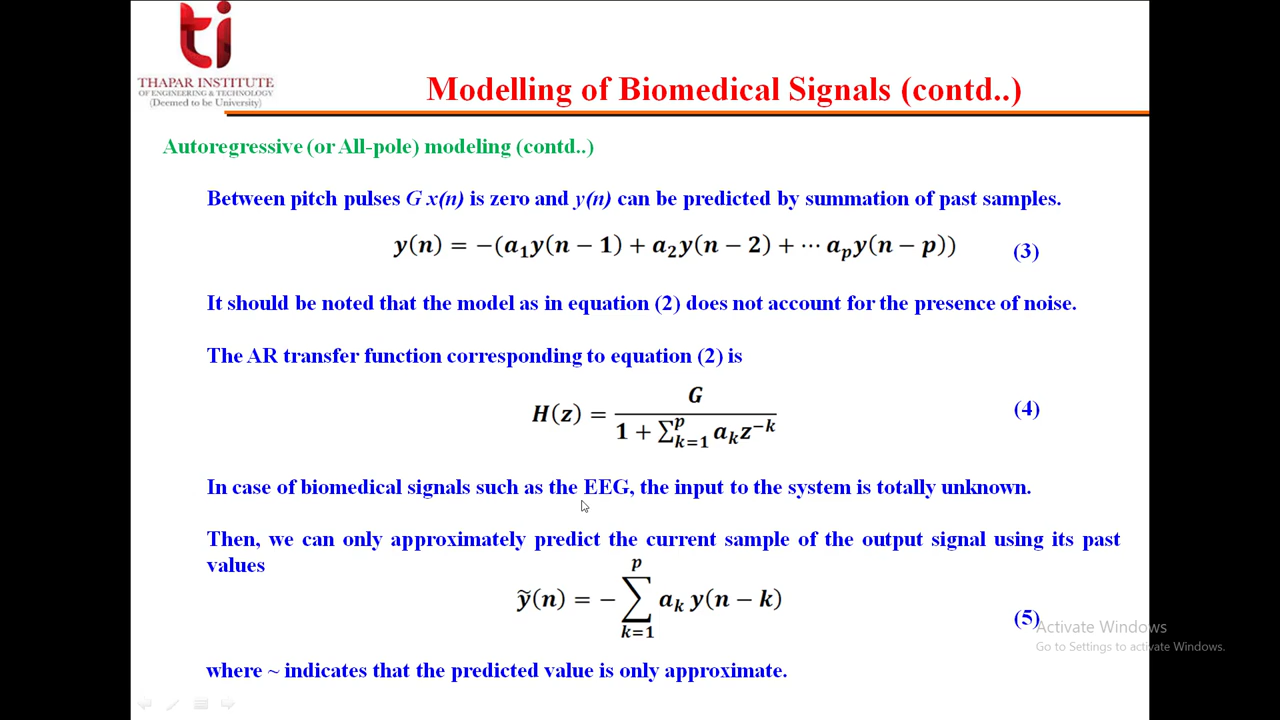 ti
THAPAR INSTITUTE
OF ENGINEERING & TECHNOLOGY
(Deemed to be University)
Modelling of Biomedical Signals (contd..)
Autoregressive (or All-pole) modeling (contd..)
Between pitch pulses G x(n) is zero and y(n) can be predicted by summation of past samples.
y(n) = −(a₁y(n − 1) + a₂y(n − 2) + ⋯ aₚy(n − p)) (3)
It should be noted that the model as in equation (2) does not account for the presence of noise.
The AR transfer function corresponding to equation (2) is
H(z) = G / (1 + ∑ₖ₌₁ᵖ aₖz⁻ᵏ) (4)
In case of biomedical signals such as the EEG, the input to the system is totally unknown.
Then, we can only approximately predict the current sample of the output signal using its past
values
ỹ(n) = − ∑ₖ₌₁ᵖ aₖ y(n − k) (5)
Activate Windows
Go to Settings to activate Windows.
where ~ indicates that the predicted value is only approximate.